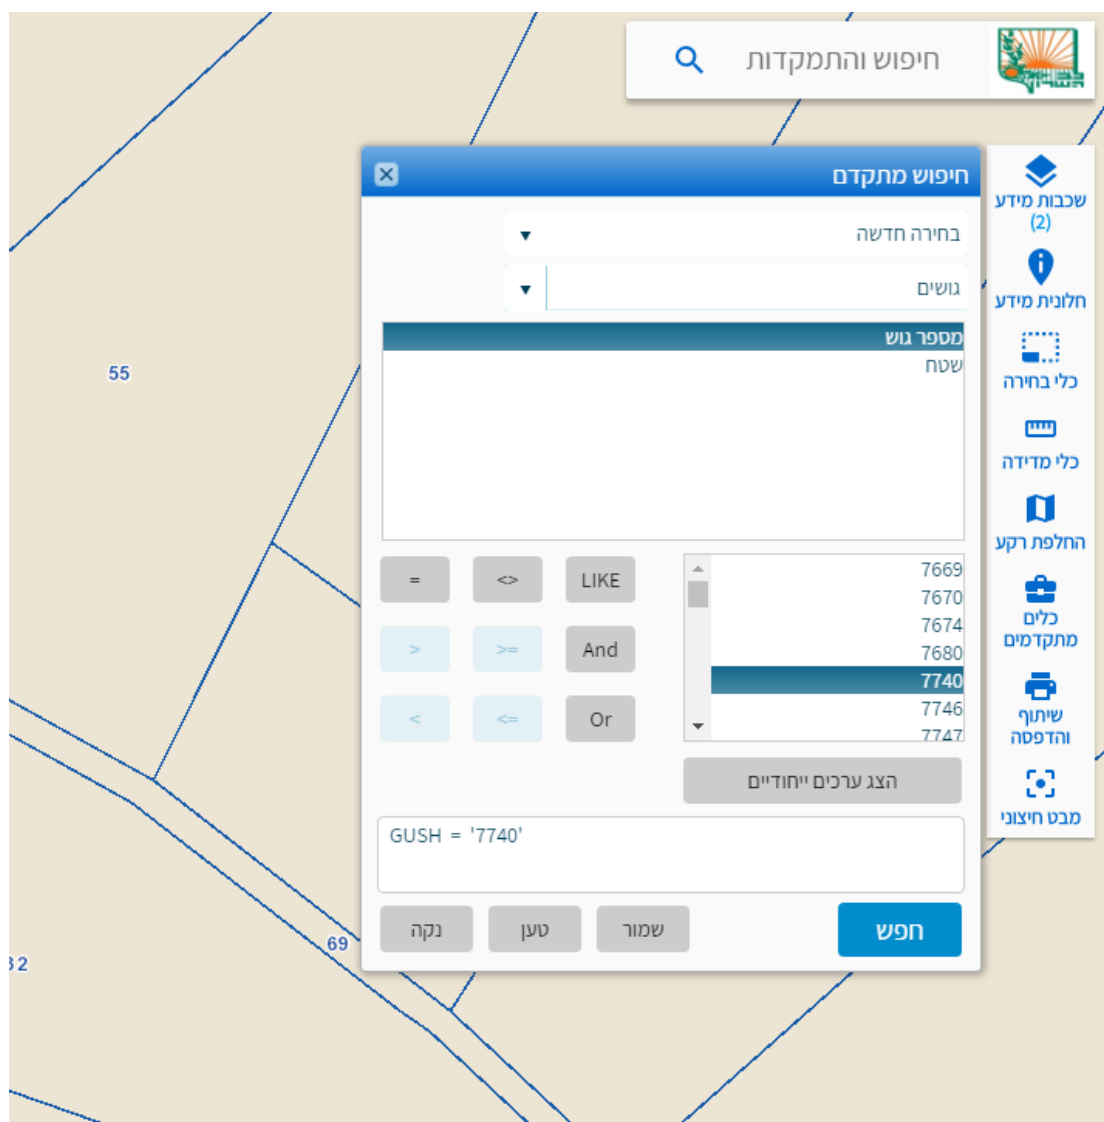 חיפוש והתמקדות
חיפוש מתקדם
בחירה חדשה
גושים
מספר גוש
שטח
7669
7670
7674
7680
7740
7746
7747
= <> LIKE
> >= And
< <= Or
הצג ערכים ייחודיים
GUSH = '7740'
חפש
שמור
טען
נקה
שכבות מידע
(2)
חלונית מידע
כלי בחירה
כלי מדידה
החלפת רקע
כלים
מתקדמים
שיתוף
והדפסה
מבט חיצוני
55
69
32